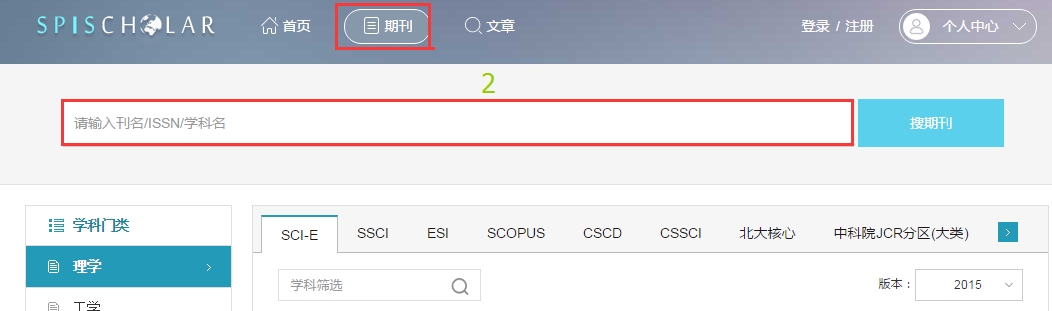 SPISCHOLAR 首页 期刊 文章 登录 / 注册 个人中心
2
请输入刊名/ISSN/学科名 搜期刊
学科门类
SCI-E SSCI ESI SCOPUS CSCD CSSCI 北大核心 中科院JCR分区(大类)
理学
学科筛选 版本： 2015
工学